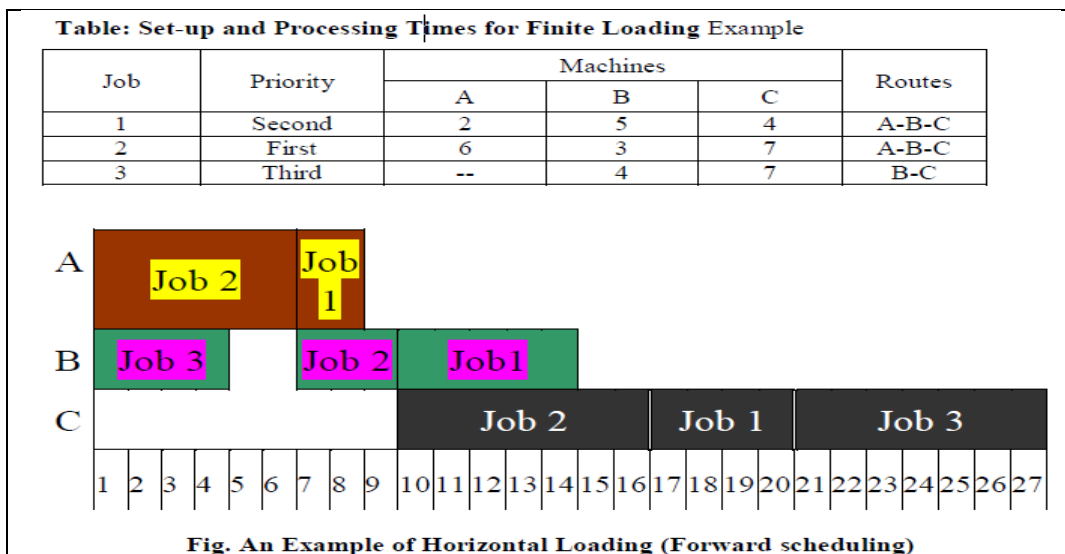 Table: Set-up and Processing Times for Finite Loading Example
Job Priority Machines Routes
A B C
1 Second 2 5 4 A-B-C
2 First 6 3 7 A-B-C
3 Third -- 4 7 B-C
A Job 2 Job 1
B Job 3 Job 2 Job1
C Job 2 Job 1 Job 3
1 2 3 4 5 6 7 8 9 10 11 12 13 14 15 16 17 18 19 20 21 22 23 24 25 26 27
Fig. An Example of Horizontal Loading (Forward scheduling)